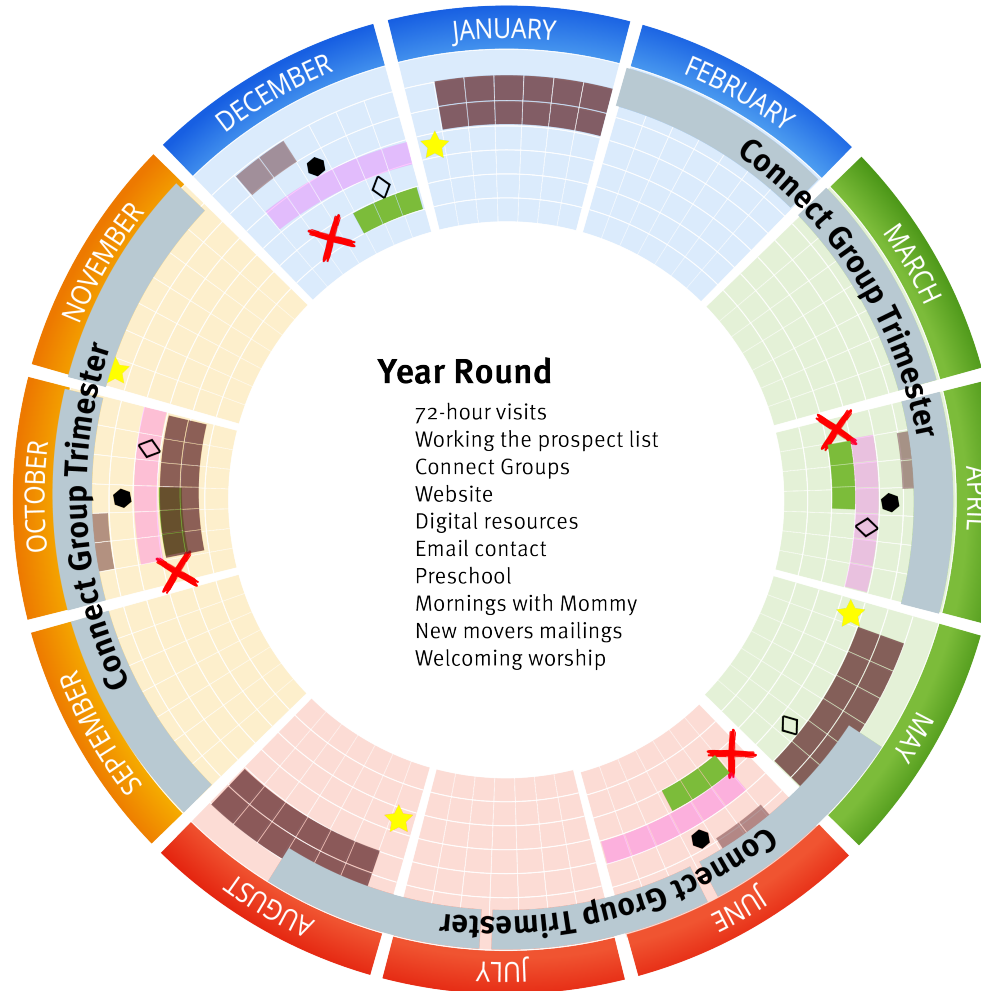 JANUARY
FEBRUARY
MARCH
APRIL
MAY
JUNE
JULY
AUGUST
SEPTEMBER
OCTOBER
NOVEMBER
DECEMBER
Connect Group Trimester
Connect Group Trimester
Connect Group Trimester
Year Round
72-hour visits
Working the prospect list
Connect Groups
Website
Digital resources
Email contact
Preschool
Mornings with Mommy
New movers mailings
Welcoming worship